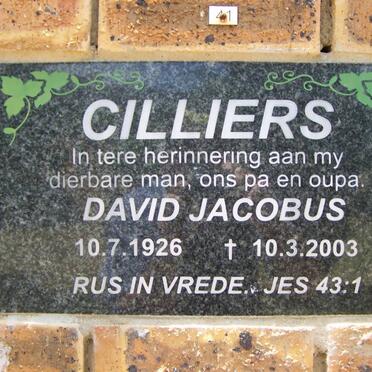 41
CILLIERS
In tere herinnering aan my
dierbare man, ons pa en oupa.
DAVID JACOBUS
10.7.1926 † 10.3.2003
RUS IN VREDE. JES 43:1